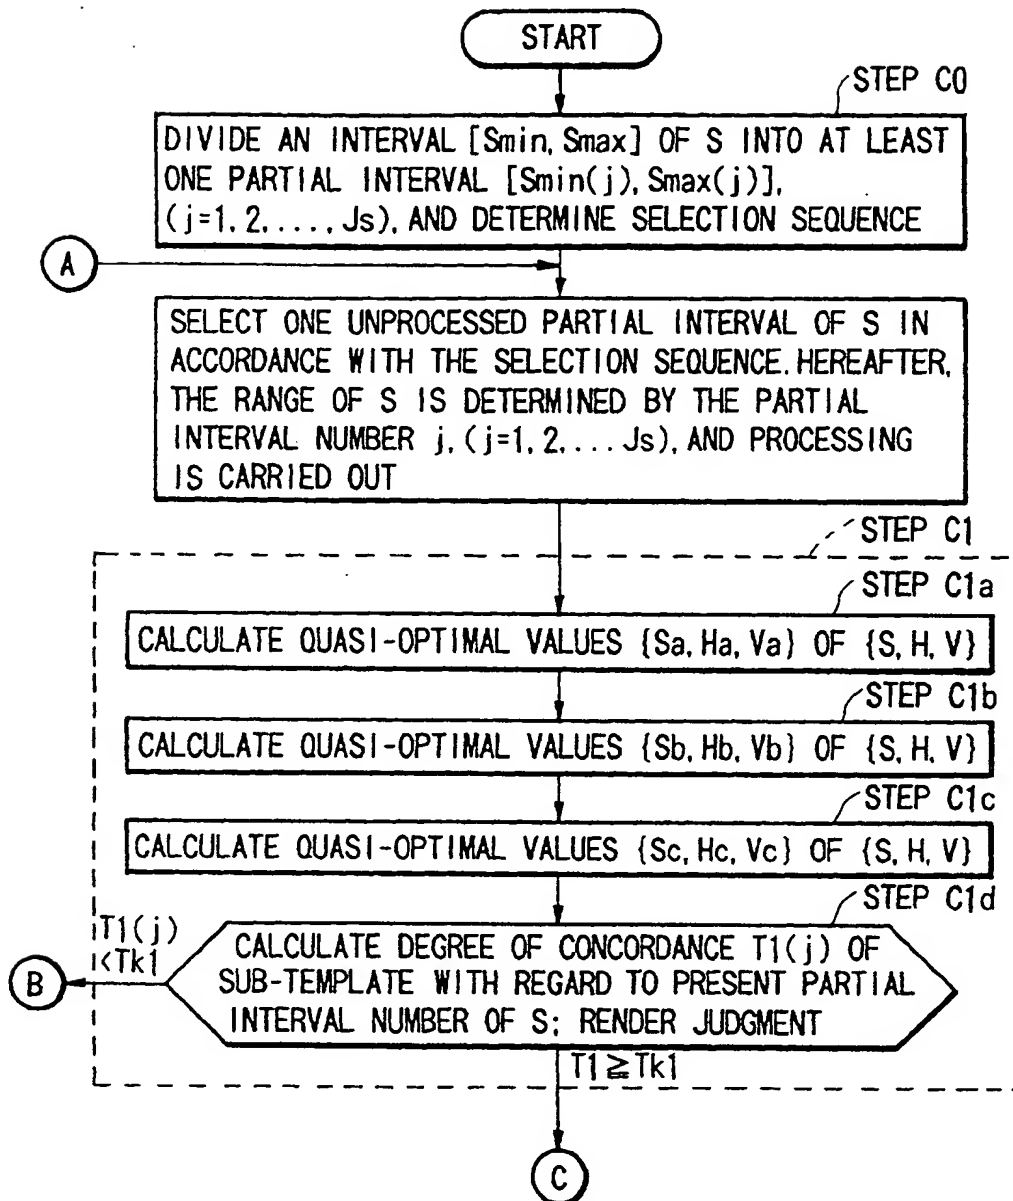 START
STEP C0
DIVIDE AN INTERVAL [Smin, Smax] OF S INTO AT LEAST
ONE PARTIAL INTERVAL [Smin(j), Smax(j)],
(j=1, 2, ..., Js), AND DETERMINE SELECTION SEQUENCE
A
SELECT ONE UNPROCESSED PARTIAL INTERVAL OF S IN
ACCORDANCE WITH THE SELECTION SEQUENCE. HEREAFTER,
THE RANGE OF S IS DETERMINED BY THE PARTIAL
INTERVAL NUMBER j, (j=1, 2, ... Js), AND PROCESSING
IS CARRIED OUT
STEP C1
STEP C1a
CALCULATE QUASI-OPTIMAL VALUES {Sa, Ha, Va} OF {S, H, V}
STEP C1b
CALCULATE QUASI-OPTIMAL VALUES {Sb, Hb, Vb} OF {S, H, V}
STEP C1c
CALCULATE QUASI-OPTIMAL VALUES {Sc, Hc, Vc} OF {S, H, V}
STEP C1d
T1(j)
<Tk1
B
CALCULATE DEGREE OF CONCORDANCE T1(j) OF
SUB-TEMPLATE WITH REGARD TO PRESENT PARTIAL
INTERVAL NUMBER OF S; RENDER JUDGMENT
T1≧Tk1
C